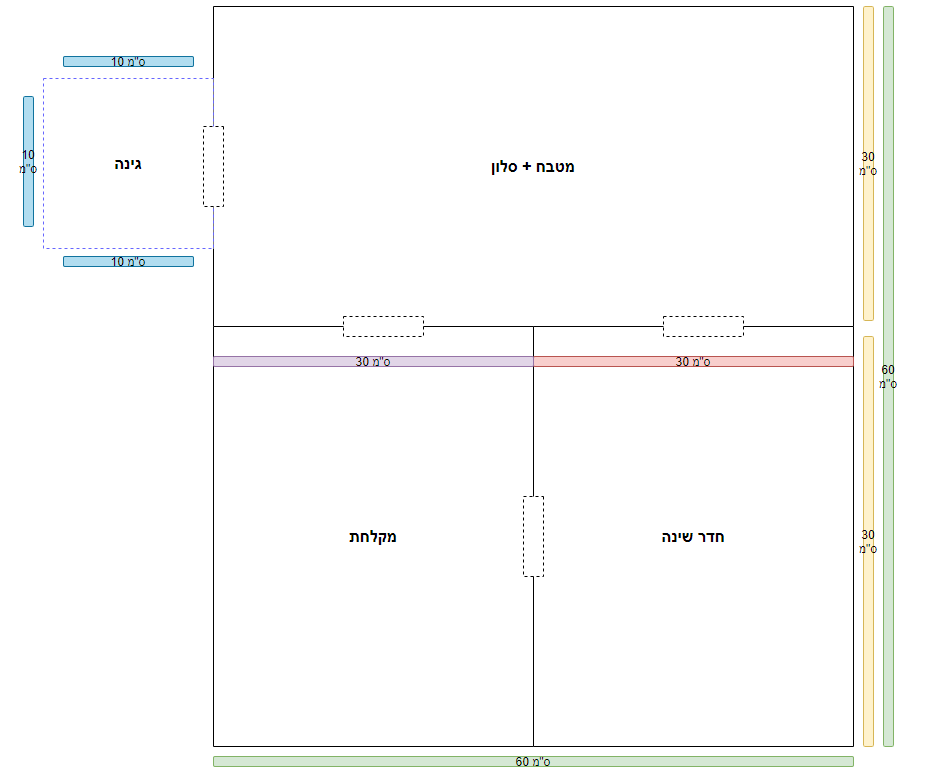 10 ס"מ
גינה
10
ס"מ
10 ס"מ
מטבח + סלון
30
ס"מ
60
ס"מ
30 ס"מ
30 ס"מ
מקלחת
חדר שינה
30
ס"מ
60 ס"מ